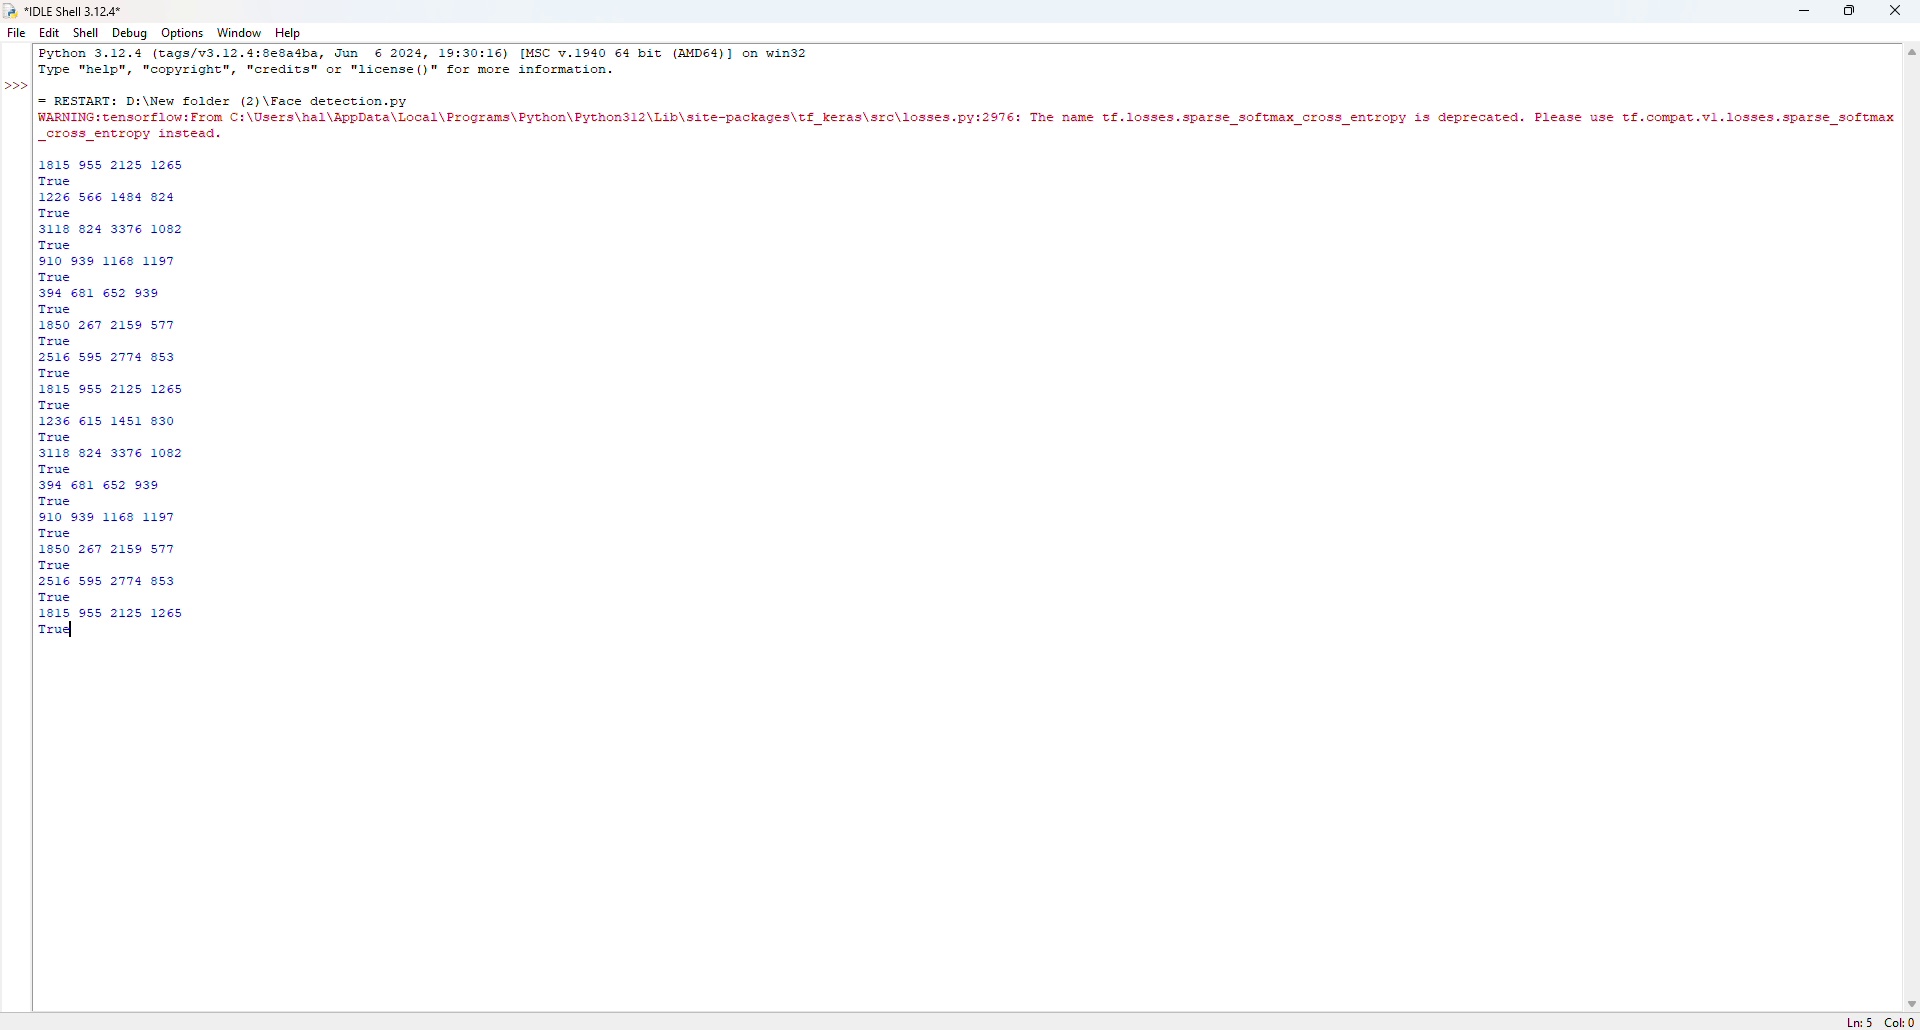 *IDLE Shell 3.12.4*
File Edit Shell Debug Options Window Help
Python 3.12.4 (tags/v3.12.4:8e8a4ba, Jun  6 2024, 19:30:16) [MSC v.1940 64 bit (AMD64)] on win32
Type "help", "copyright", "credits" or "license()" for more information.
>>>
= RESTART: D:\New folder (2)\Face detection.py
WARNING:tensorflow:From C:\Users\hal\AppData\Local\Programs\Python\Python312\Lib\site-packages\tf_keras\src\losses.py:2976: The name tf.losses.sparse_softmax_cross_entropy is deprecated. Please use tf.compat.v1.losses.sparse_softmax
_cross_entropy instead.
1815 955 2125 1265
True
1226 566 1484 824
True
3118 824 3376 1082
True
910 939 1168 1197
True
394 681 652 939
True
1850 267 2159 577
True
2516 595 2774 853
True
1815 955 2125 1265
True
1236 615 1451 830
True
3118 824 3376 1082
True
394 681 652 939
True
910 939 1168 1197
True
1850 267 2159 577
True
2516 595 2774 853
True
1815 955 2125 1265
True
Ln: 5 Col: 0